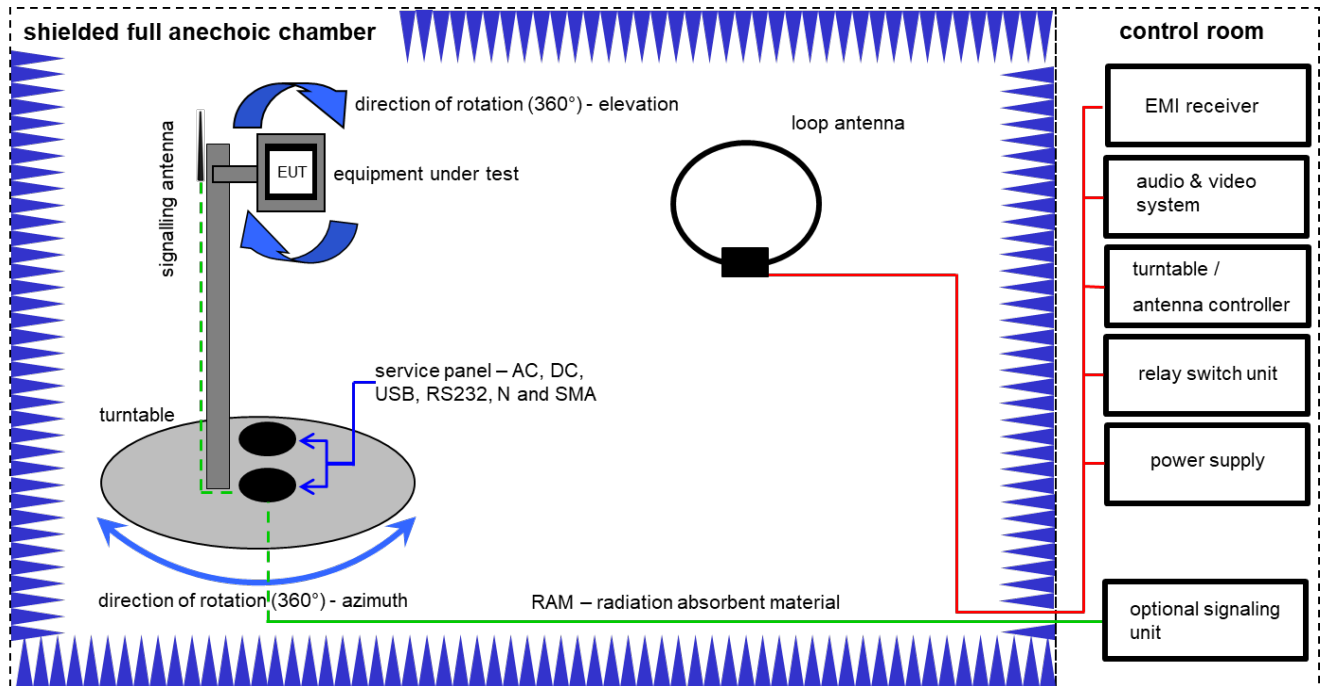 shielded full anechoic chamber
control room
direction of rotation (360°) - elevation
signalling antenna
EUT
equipment under test
loop antenna
EMI receiver
audio & video
system
turntable /
antenna controller
relay switch unit
power supply
service panel – AC, DC,
USB, RS232, N and SMA
turntable
direction of rotation (360°) - azimuth
RAM – radiation absorbent material
optional signaling
unit